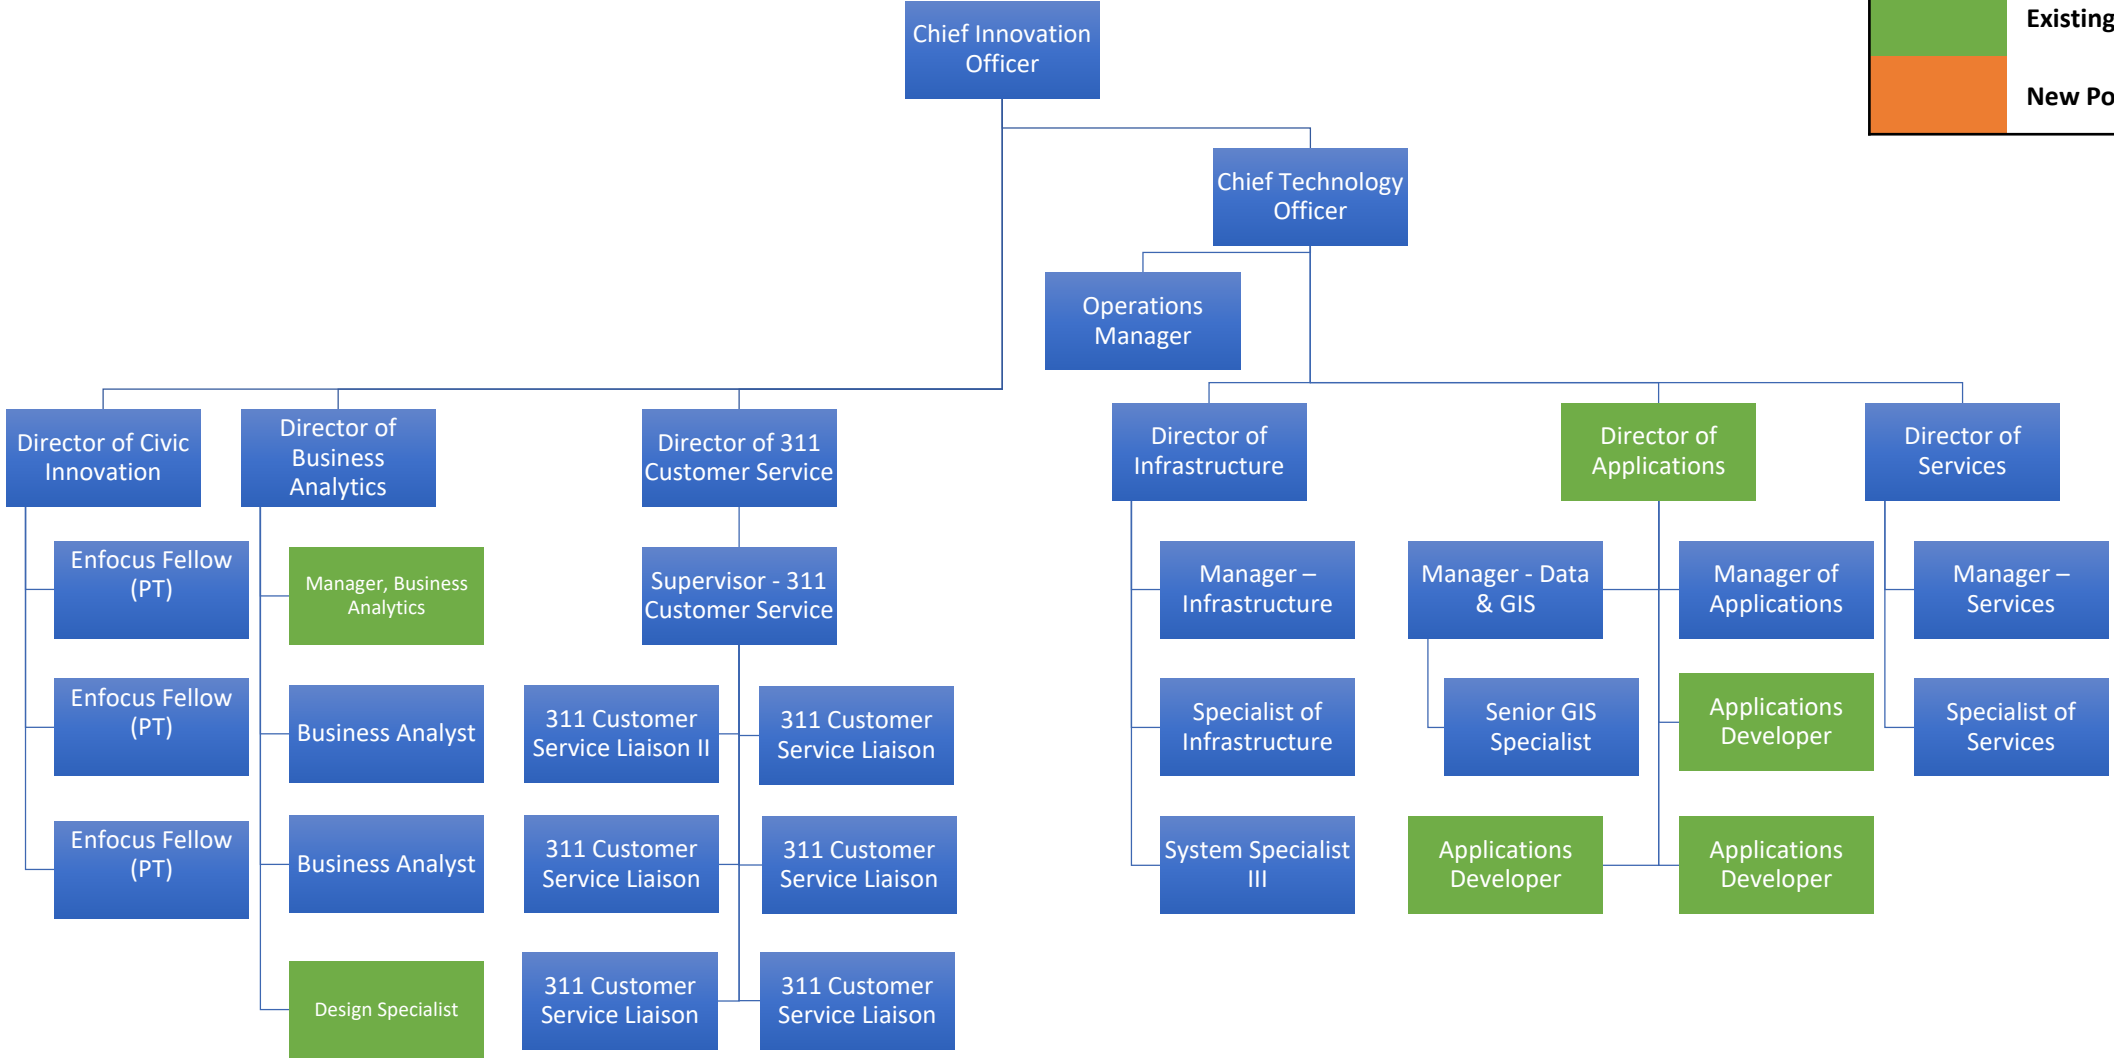 Chief Innovation
Officer
Existing
New Po
Chief Technology
Officer
Operations
Manager
Director of Civic
Innovation
Director of
Business
Analytics
Director of 311
Customer Service
Director of
Infrastructure
Director of
Applications
Director of
Services
Enfocus Fellow
(PT)
Manager, Business
Analytics
Supervisor - 311
Customer Service
Manager –
Infrastructure
Manager - Data
& GIS
Manager of
Applications
Manager –
Services
Enfocus Fellow
(PT)
Business Analyst
311 Customer
Service Liaison II
311 Customer
Service Liaison
Specialist of
Infrastructure
Senior GIS
Specialist
Applications
Developer
Specialist of
Services
Enfocus Fellow
(PT)
Business Analyst
311 Customer
Service Liaison
311 Customer
Service Liaison
System Specialist
III
Applications
Developer
Applications
Developer
Design Specialist
311 Customer
Service Liaison
311 Customer
Service Liaison